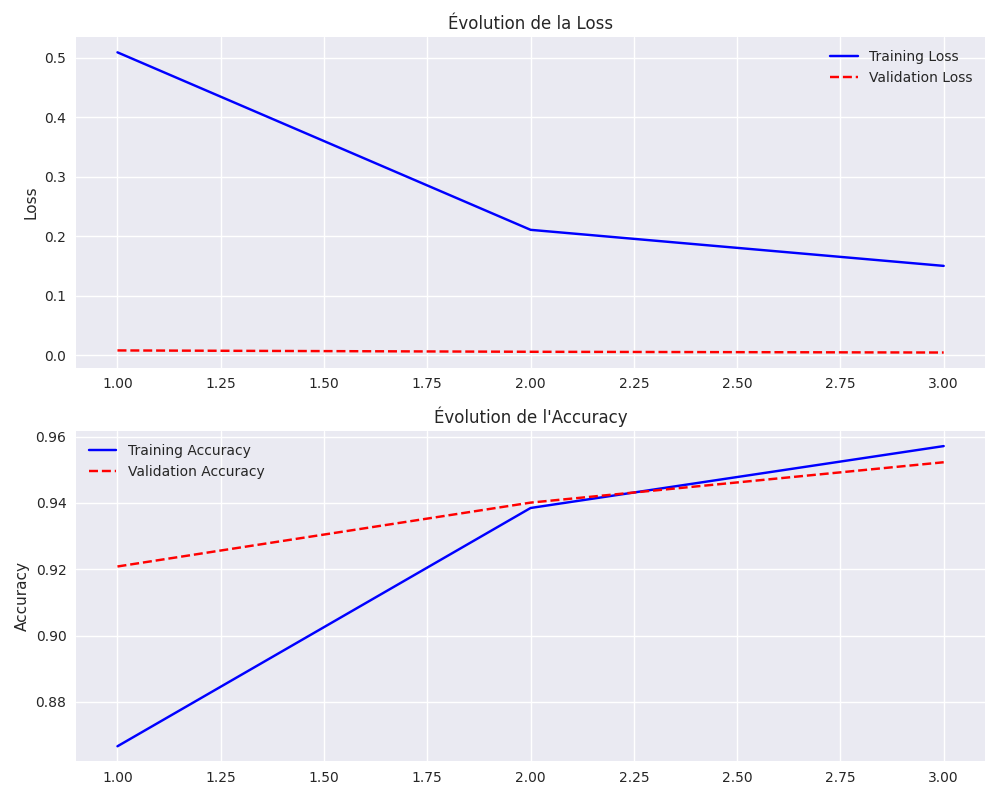 Évolution de la Loss
Training Loss
Validation Loss
Loss
0.5
0.4
0.3
0.2
0.1
0.0
1.00 1.25 1.50 1.75 2.00 2.25 2.50 2.75 3.00
Évolution de l'Accuracy
Training Accuracy
Validation Accuracy
Accuracy
0.96
0.94
0.92
0.90
0.88
1.00 1.25 1.50 1.75 2.00 2.25 2.50 2.75 3.00